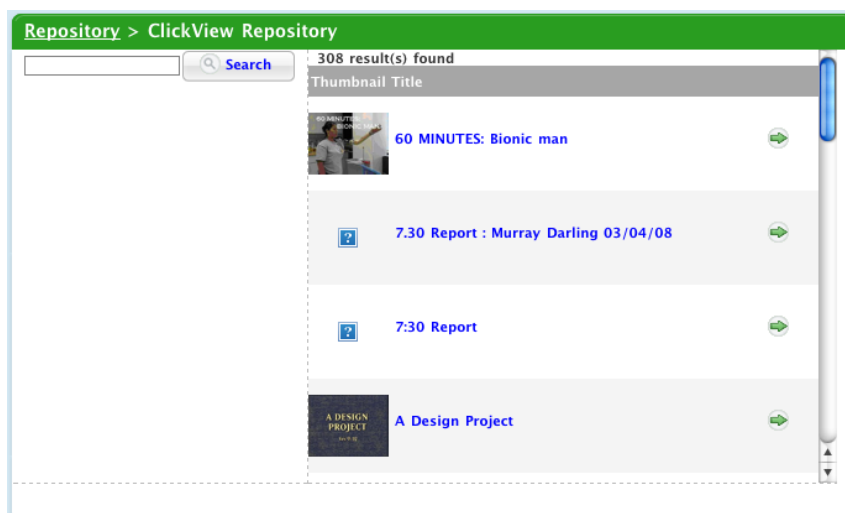 Repository > ClickView Repository
Search
308 result(s) found
Thumbnail Title
60 MINUTES:
BIONIC MAN
60 MINUTES: Bionic man
7.30 Report : Murray Darling 03/04/08
7:30 Report
A DESIGN
PROJECT
A Design Project